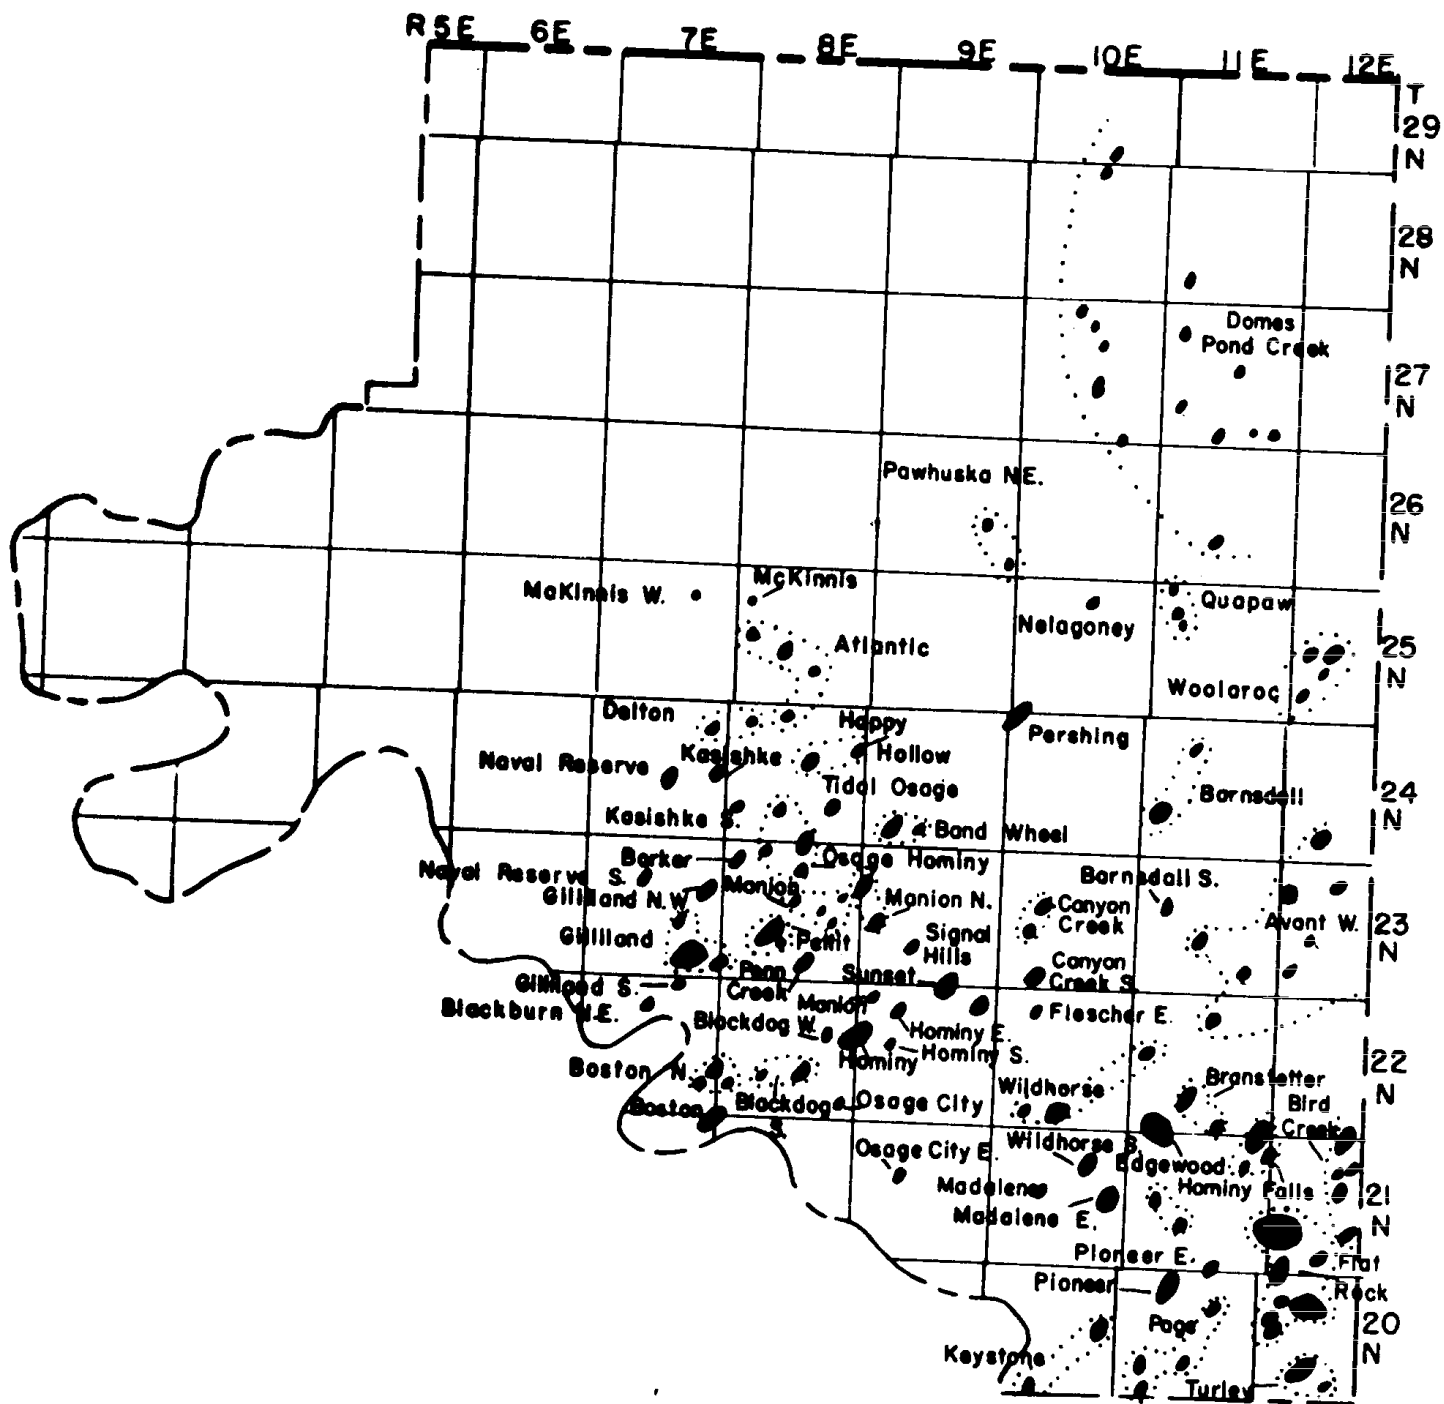 R 5E 6E 7E 8E 9E 10E 11E 12E
T
29
N
28
N
Domes
Pond Creek
27
N
Pawhuska NE.
26
N
McKinnis W.
McKinnis
Quapaw
Nelagoney
Atlantic
25
N
Woolaroc
Dalton
Happy
Hollow
Pershing
Naval Reserve
Kasishke
Tidal Osage
Barnsdall
24
N
Kasishke S.
Band Wheel
Barker
Osage Hominy
Naval Reserve S.
Barnsdall S.
Gilliland N.W.
Manion
Manion N.
Canyon
Creek
Avant W.
23
N
Gilliland
Pettit
Signal
Hills
Penn
Creek
Sunset
Canyon
Creek S.
Gilliland S.
Manion
Blackburn N.E.
Flescher E.
Blackdog W.
Hominy E.
Hominy
Hominy S.
22
N
Boston N.
Wildhorse
Branstetter
Boston
Blackdog
Osage City
Bird
Creek
Osage City E.
Wildhorse S.
Edgewood
Madalene
Hominy Falls
21
N
Madalene E.
Pioneer E.
Flat
Rock
Pioneer
Page
20
N
Keystone
Turley